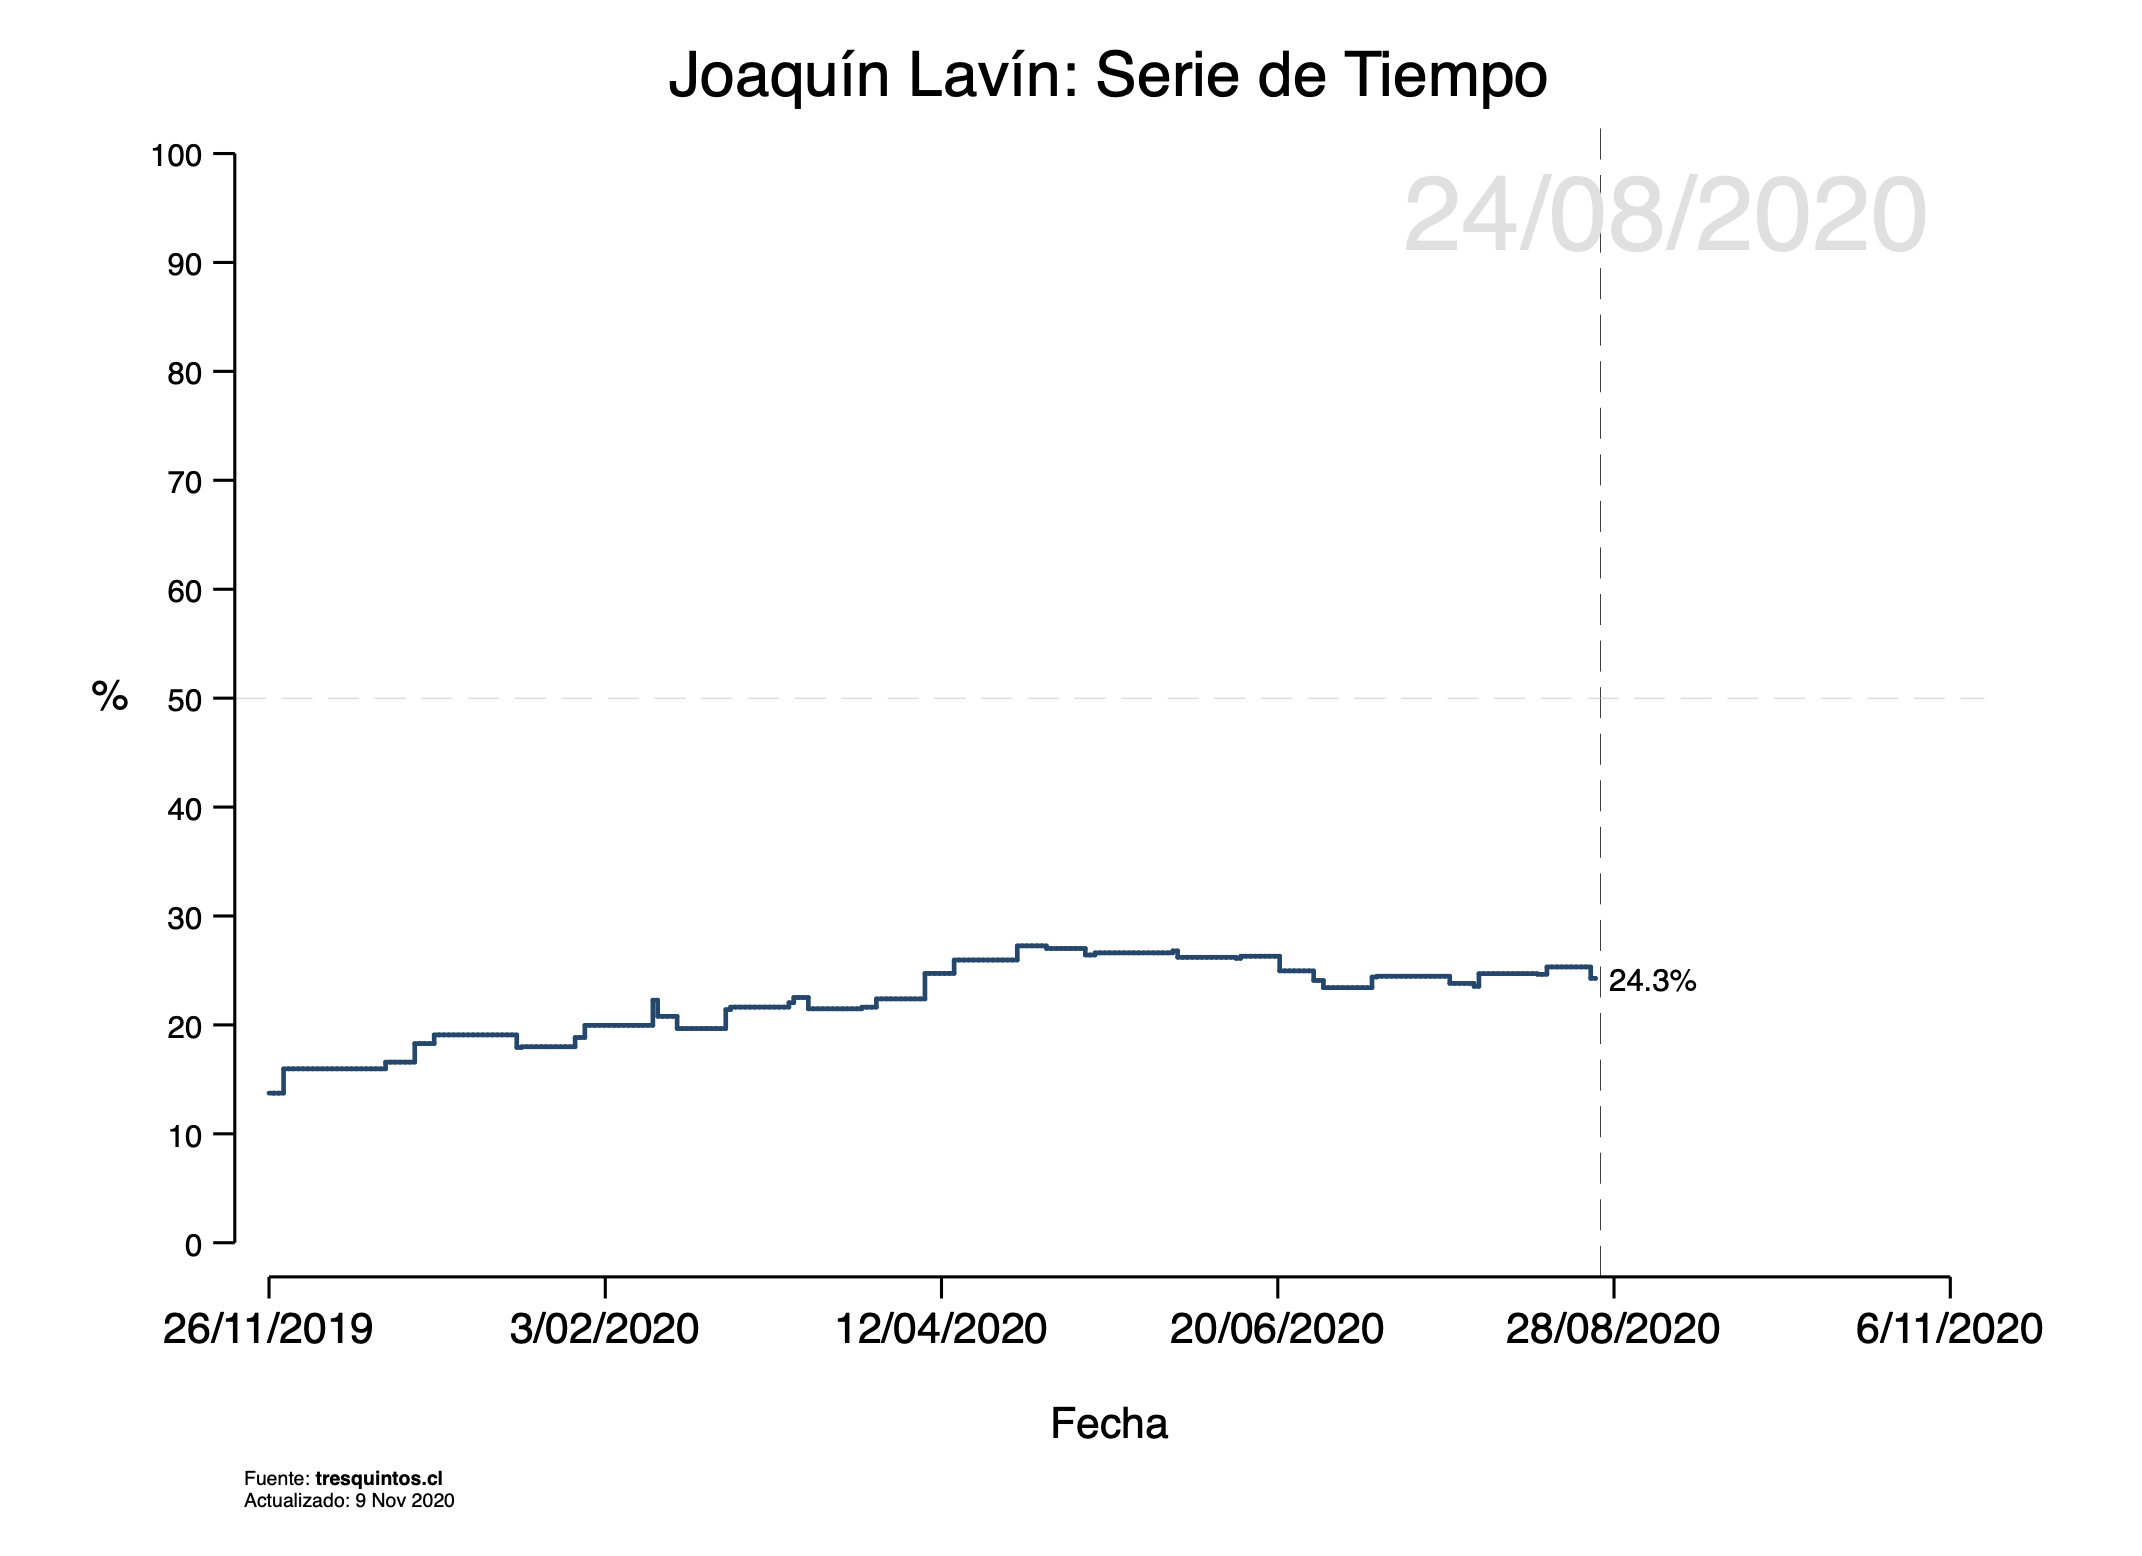 Joaquín Lavín: Serie de Tiempo
24/08/2020
100
90
80
70
60
50
40
30
20
10
0
%
24.3%
26/11/2019 3/02/2020 12/04/2020 20/06/2020 28/08/2020 6/11/2020
Fecha
Fuente: tresquintos.cl
Actualizado: 9 Nov 2020